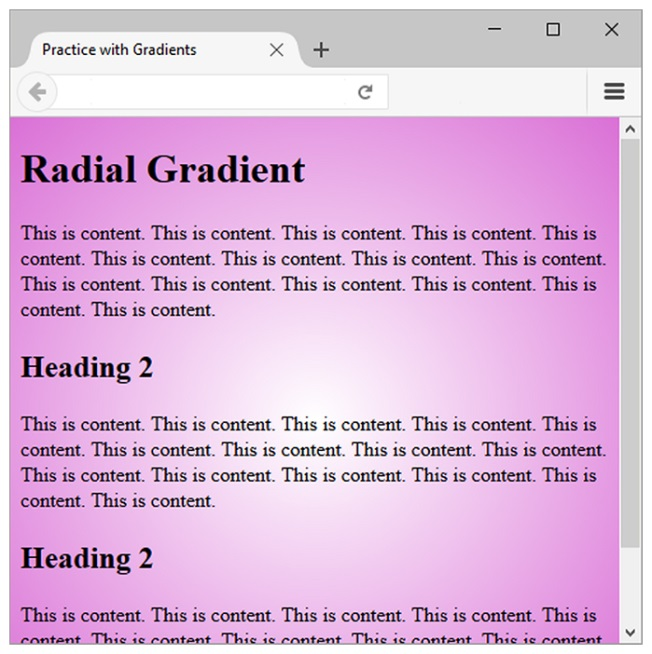 Practice with Gradients
Radial Gradient
This is content. This is content. This is content. This is content. This is
content. This is content. This is content. This is content. This is content.
This is content. This is content. This is content. This is content. This is
content. This is content.
Heading 2
This is content. This is content. This is content. This is content. This is
content. This is content. This is content. This is content. This is content.
This is content. This is content. This is content. This is content. This is
content. This is content.
Heading 2
This is content. This is content. This is content. This is content. This is
content. This is content. This is content. This is content. This is content.